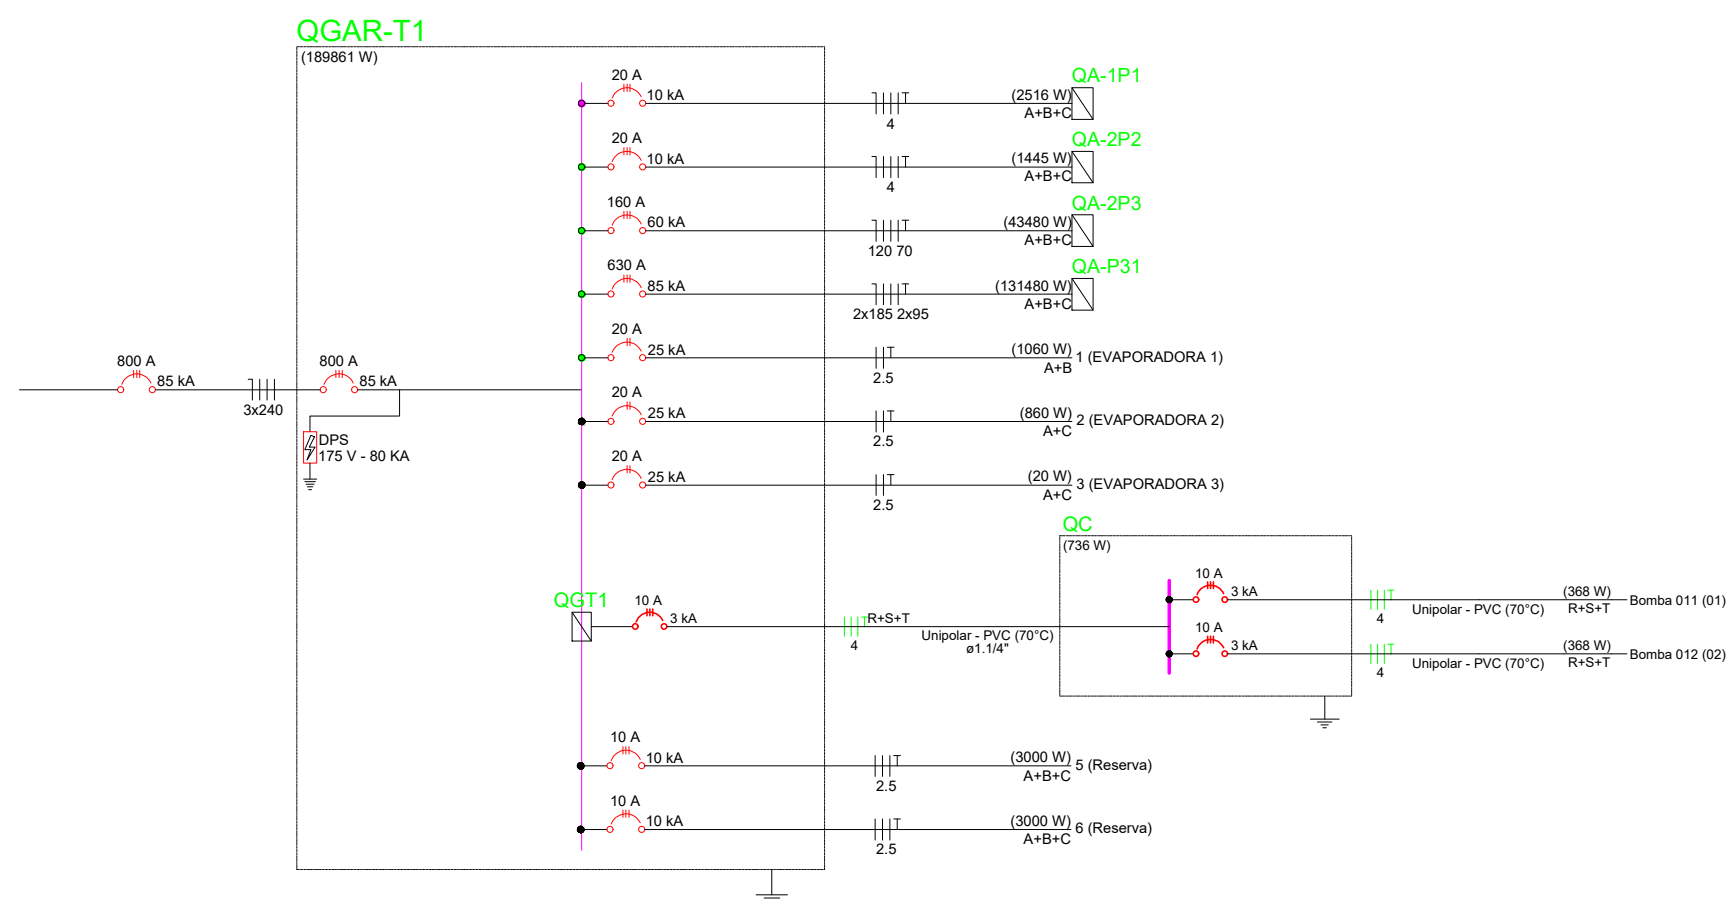 QGAR-T1
(189861 W)
20 A
10 kA
4
(2516 W)
A+B+C
QA-1P1
20 A
10 kA
4
(1445 W)
A+B+C
QA-2P2
160 A
60 kA
120 70
(43480 W)
A+B+C
QA-2P3
630 A
85 kA
2x185 2x95
(131480 W)
A+B+C
QA-P31
20 A
25 kA
2.5
(1060 W)
A+B
1 (EVAPORADORA 1)
800 A
85 kA
3x240
800 A
85 kA
DPS
175 V - 80 KA
20 A
25 kA
2.5
(860 W)
A+C
2 (EVAPORADORA 2)
20 A
25 kA
2.5
(20 W)
A+C
3 (EVAPORADORA 3)
QGT1
10 A
3 kA
T
R+S+T
4
Unipolar - PVC (70°C)
ø1.1/4"
QC
(736 W)
10 A
3 kA
T
4
Unipolar - PVC (70°C)
(368 W)
R+S+T
Bomba 011 (01)
10 A
3 kA
T
4
Unipolar - PVC (70°C)
(368 W)
R+S+T
Bomba 012 (02)
10 A
10 kA
T
2.5
(3000 W)
A+B+C
5 (Reserva)
10 A
10 kA
T
2.5
(3000 W)
A+B+C
6 (Reserva)